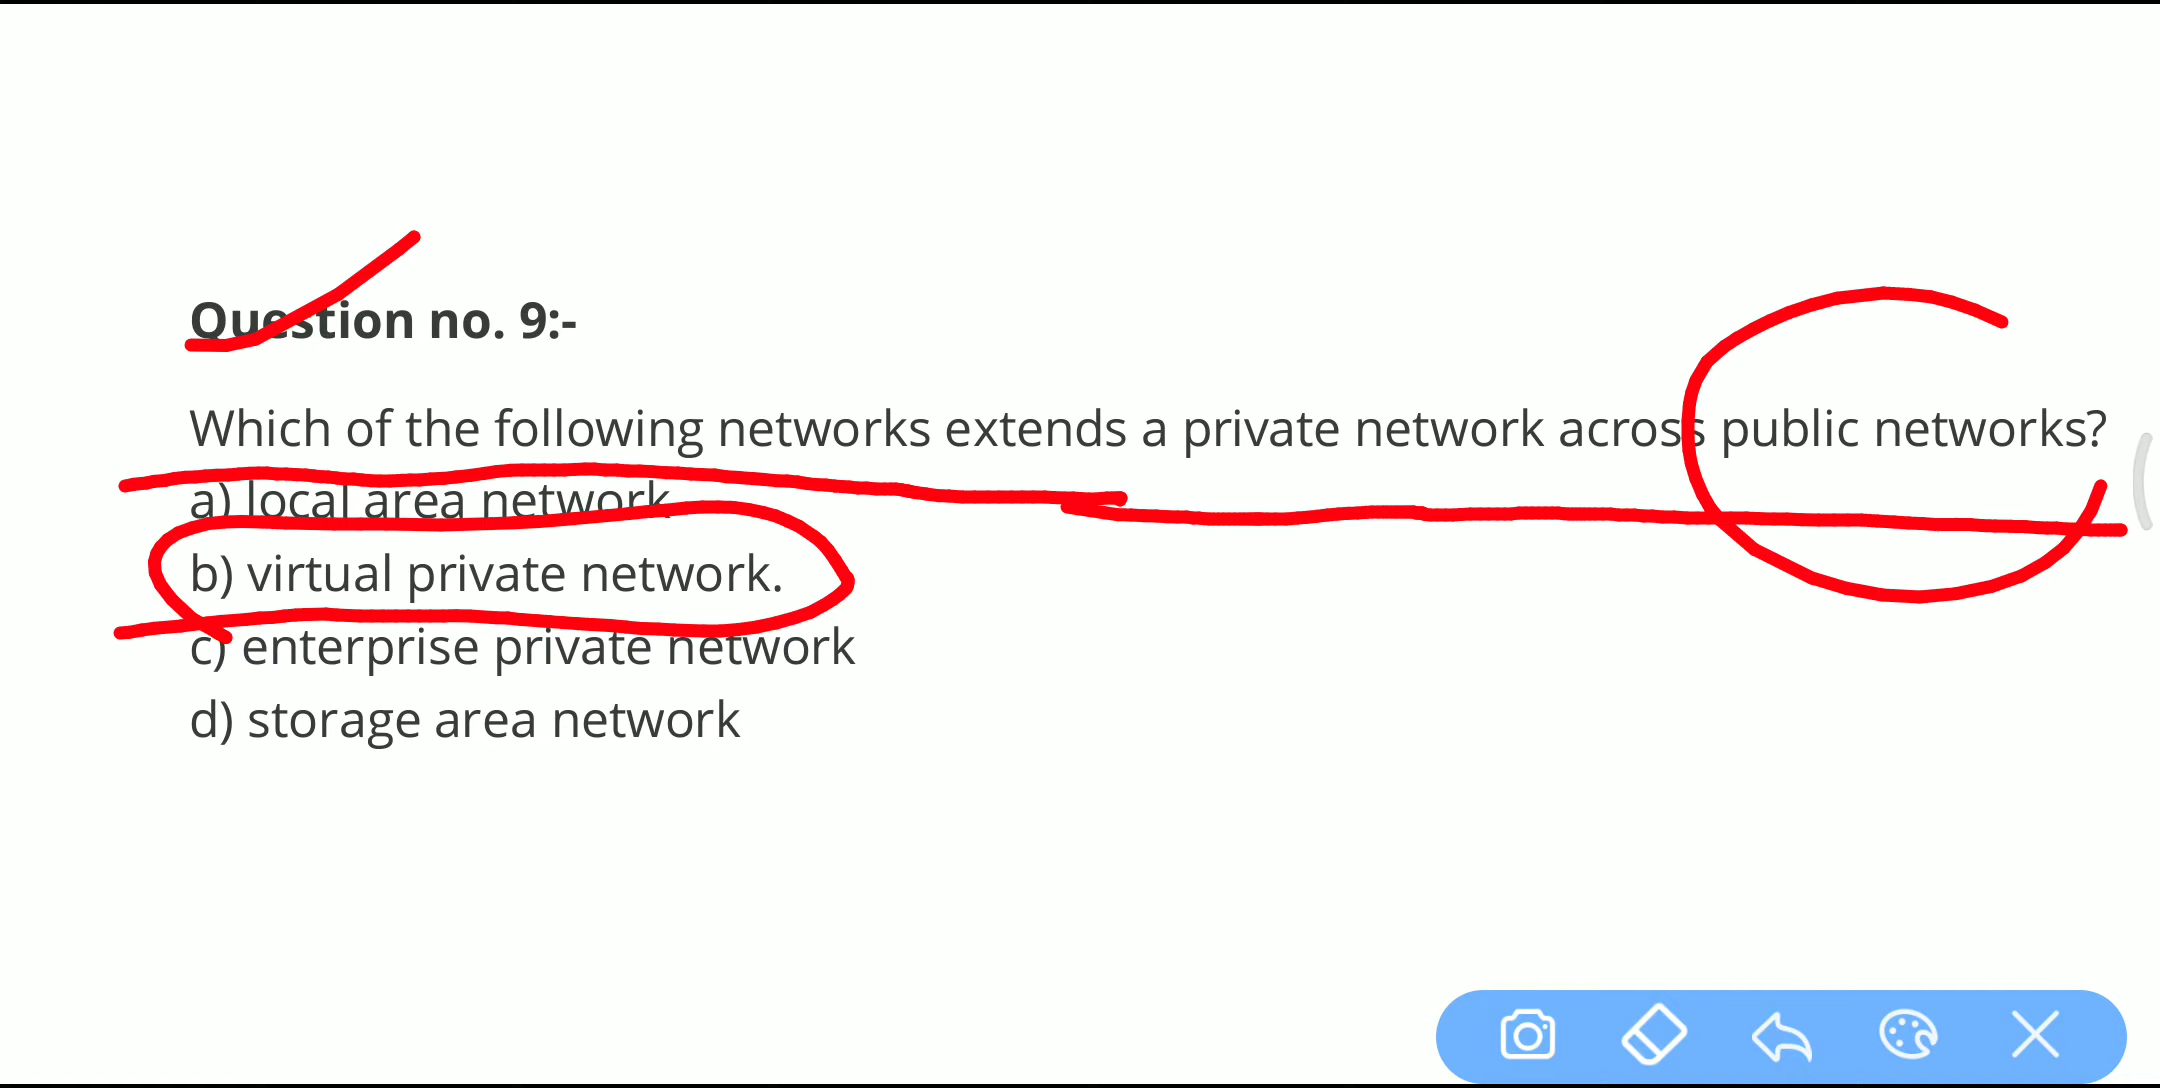 Question no. 9:-
Which of the following networks extends a private network across public networks?
a) local area network
b) virtual private network.
c) enterprise private network
d) storage area network